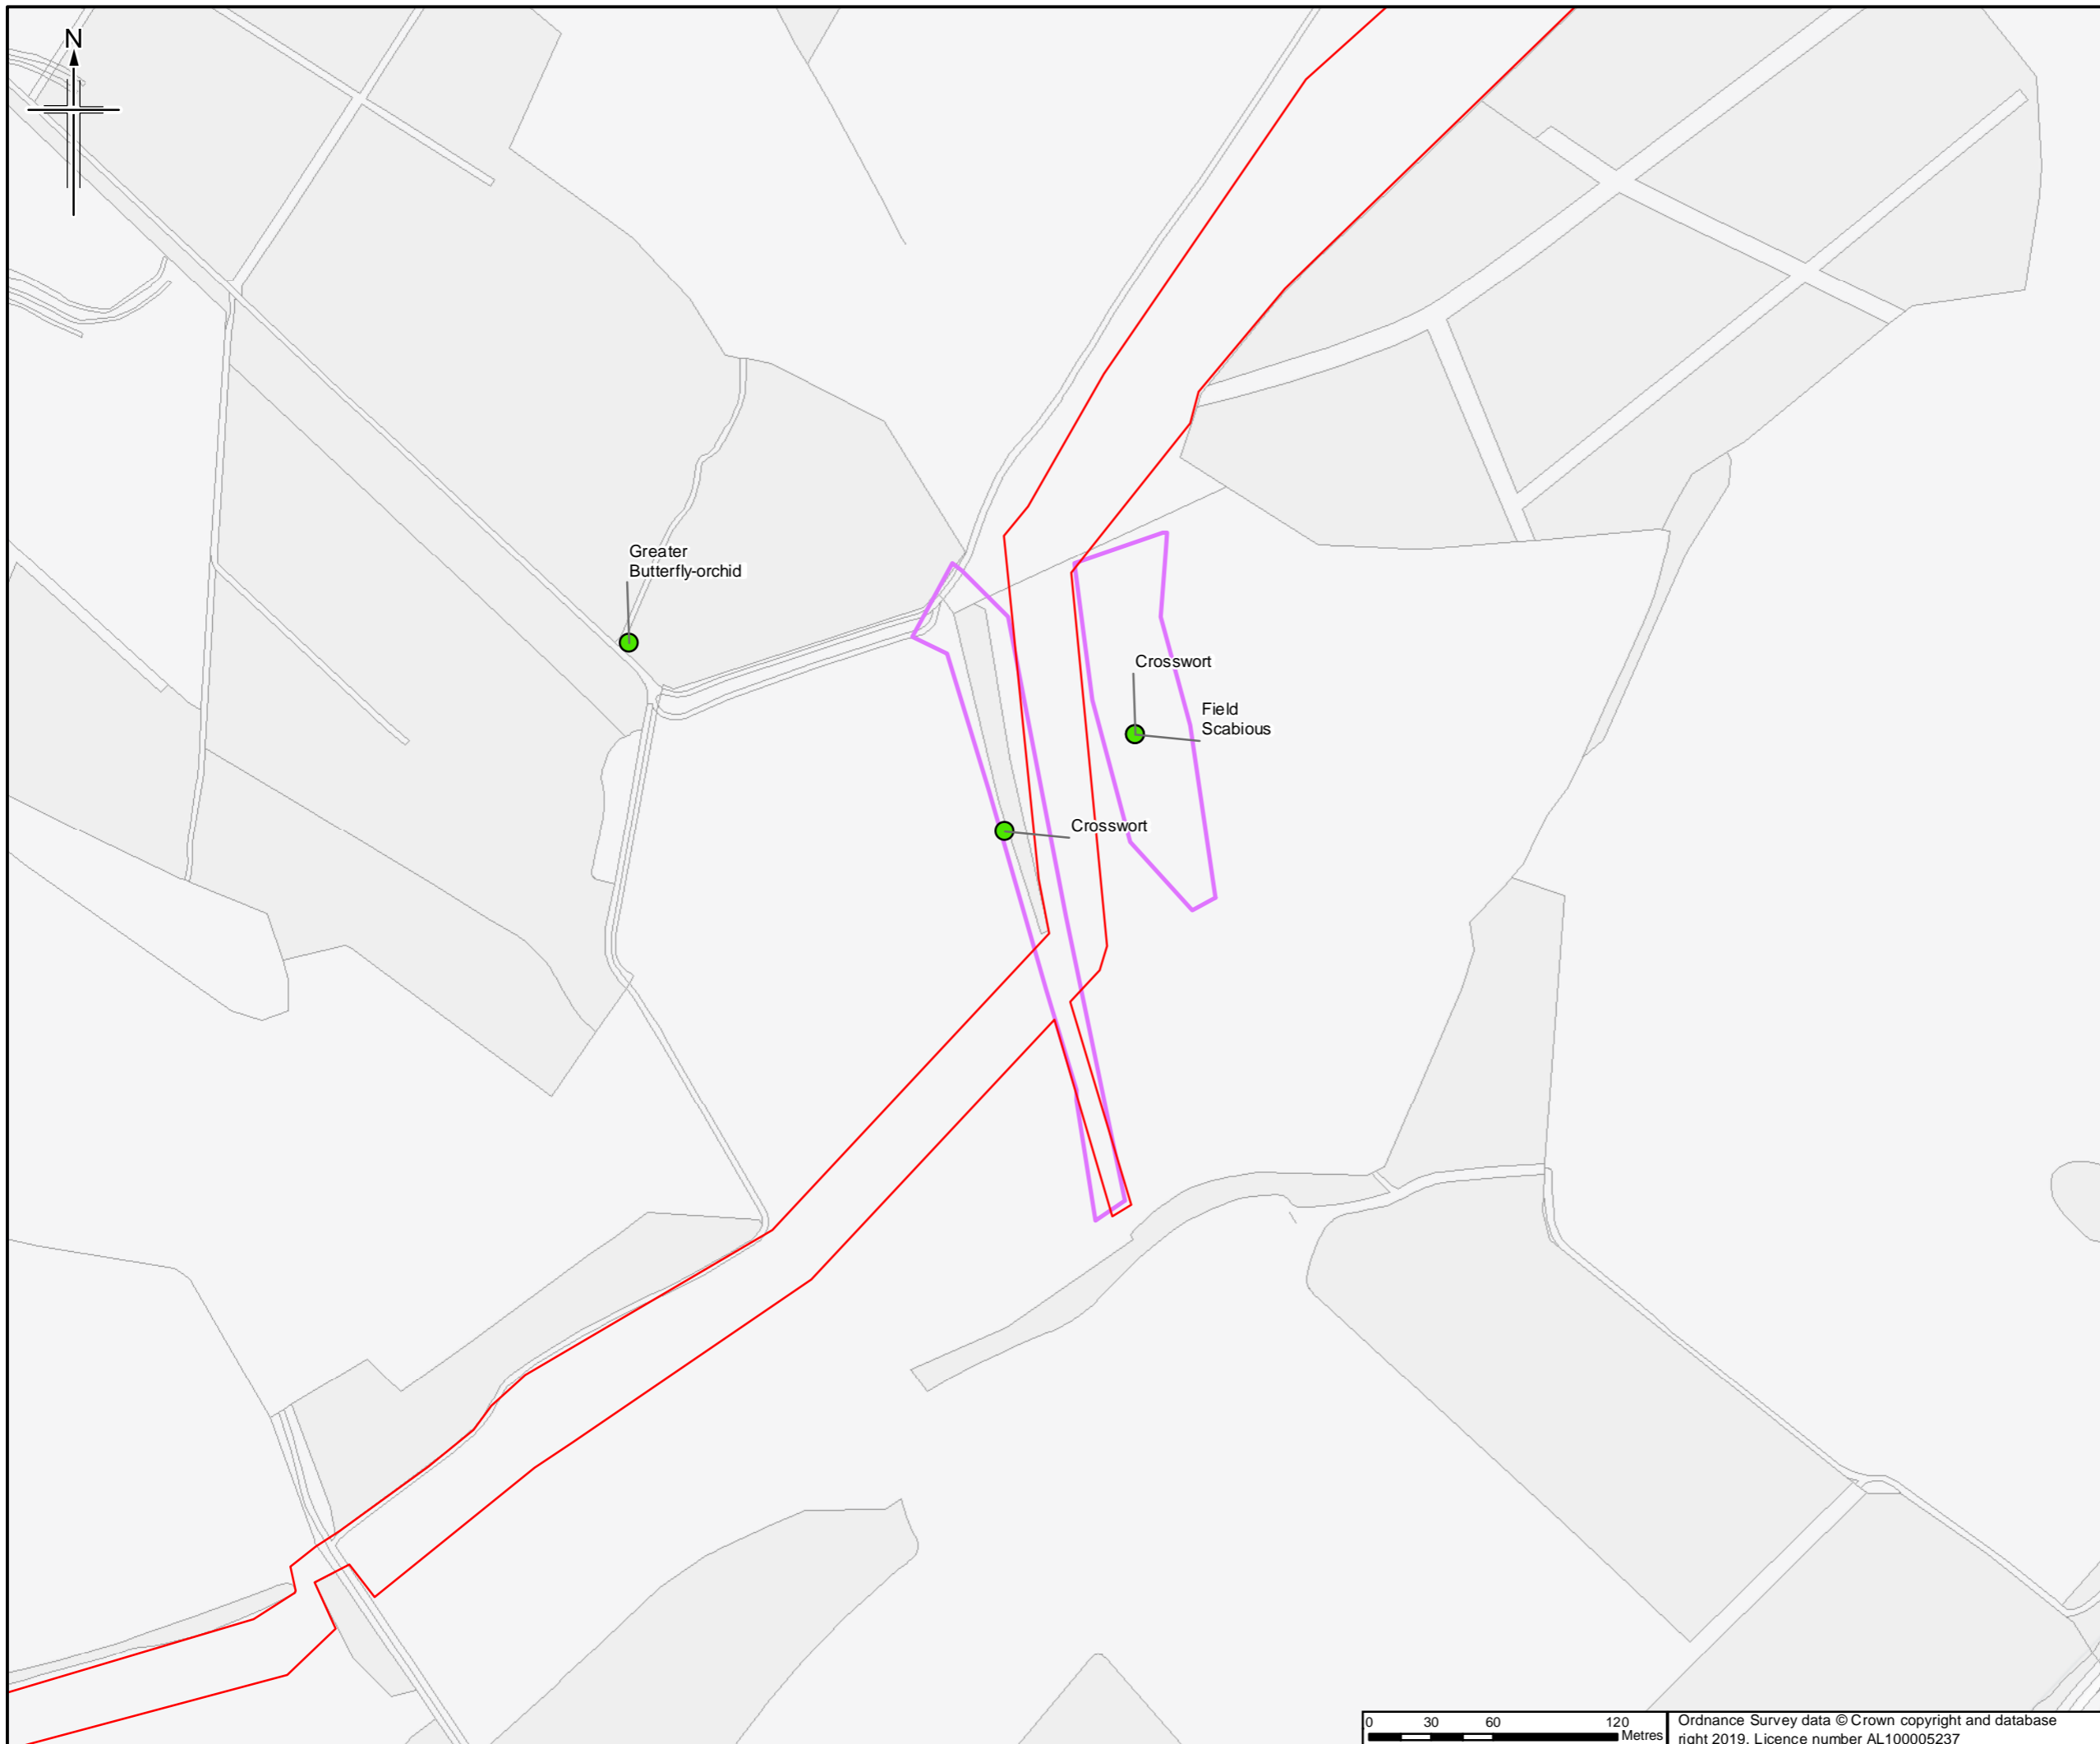 N
Greater
Butterfly-orchid
Crosswort
Field
Scabious
Crosswort
0 30 60 120
Metres
Ordnance Survey data © Crown copyright and database
right 2019. Licence number AL100005237